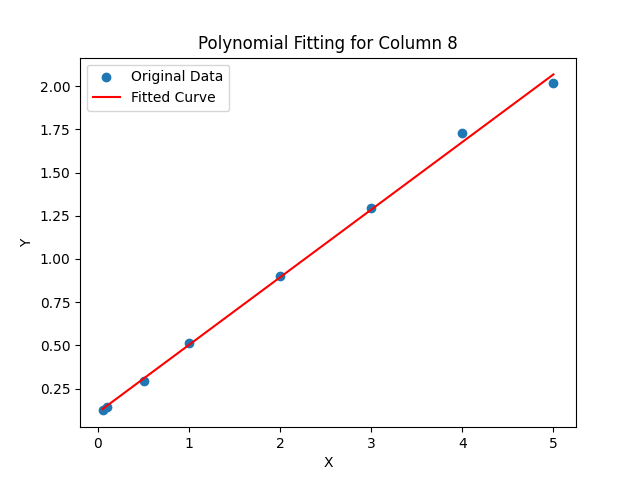 Polynomial Fitting for Column 8
Original Data
Fitted Curve
2.00
1.75
1.50
1.25
1.00
0.75
0.50
0.25
Y
0 1 2 3 4 5
X